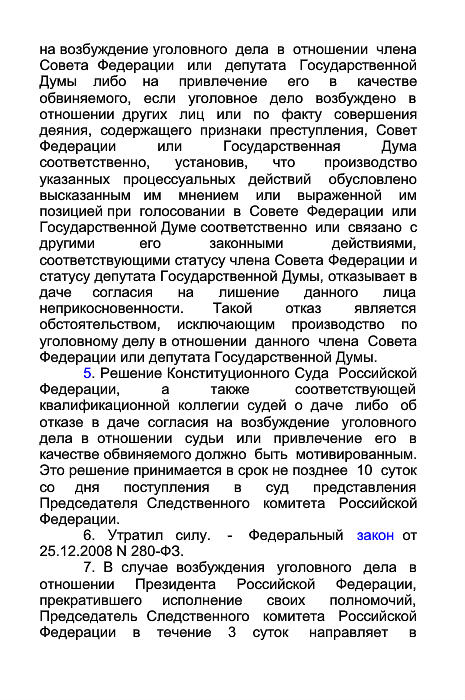 на возбуждение уголовного дела в отношении члена
Совета Федерации или депутата Государственной
Думы либо на привлечение его в качестве
обвиняемого, если уголовное дело возбуждено в
отношении других лиц или по факту совершения
деяния, содержащего признаки преступления, Совет
Федерации или Государственная Дума
соответственно, установив, что производство
указанных процессуальных действий обусловлено
высказанным им мнением или выраженной им
позицией при голосовании в Совете Федерации или
Государственной Думе соответственно или связано с
другими его законными действиями,
соответствующими статусу члена Совета Федерации и
статусу депутата Государственной Думы, отказывает в
даче согласия на лишение данного лица
неприкосновенности. Такой отказ является
обстоятельством, исключающим производство по
уголовному делу в отношении данного члена Совета
Федерации или депутата Государственной Думы.
5. Решение Конституционного Суда Российской
Федерации, а также соответствующей
квалификационной коллегии судей о даче либо об
отказе в даче согласия на возбуждение уголовного
дела в отношении судьи или привлечение его в
качестве обвиняемого должно быть мотивированным.
Это решение принимается в срок не позднее 10 суток
со дня поступления в суд представления
Председателя Следственного комитета Российской
Федерации.
6. Утратил силу. - Федеральный закон от
25.12.2008 N 280-ФЗ.
7. В случае возбуждения уголовного дела в
отношении Президента Российской Федерации,
прекратившего исполнение своих полномочий,
Председатель Следственного комитета Российской
Федерации в течение 3 суток направляет в